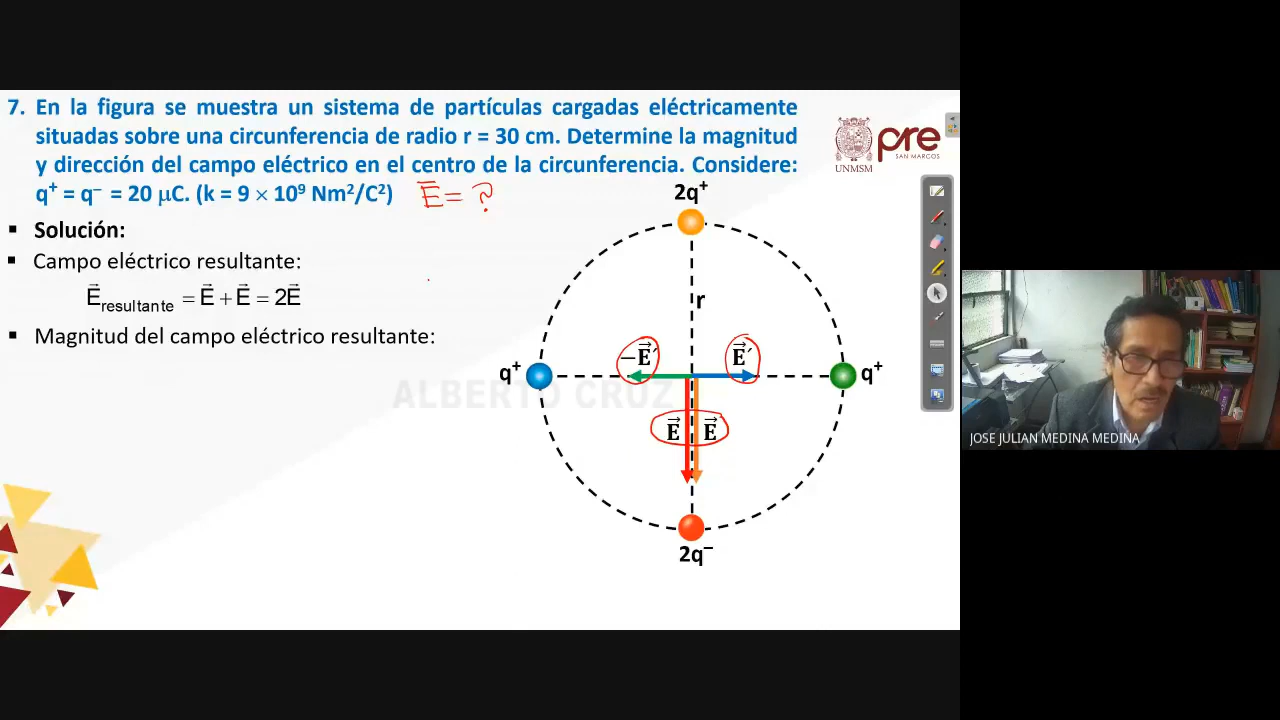 7. En la figura se muestra un sistema de partículas cargadas eléctricamente
situadas sobre una circunferencia de radio r = 30 cm. Determine la magnitud
y dirección del campo eléctrico en el centro de la circunferencia. Considere:
q⁺ = q⁻ = 20 μC. (k = 9 × 10⁹ Nm²/C²)
E = ?
pre
SAN MARCOS
UNMSM
▪ Solución:
▪ Campo eléctrico resultante:
E⃗resultante = E⃗ + E⃗ = 2E⃗
▪ Magnitud del campo eléctrico resultante:
2q⁺
r
−E⃗´
E⃗´
q⁺
q⁺
ALBERTO CRUZ
E⃗ E⃗
2q⁻
JOSE JULIAN MEDINA MEDINA